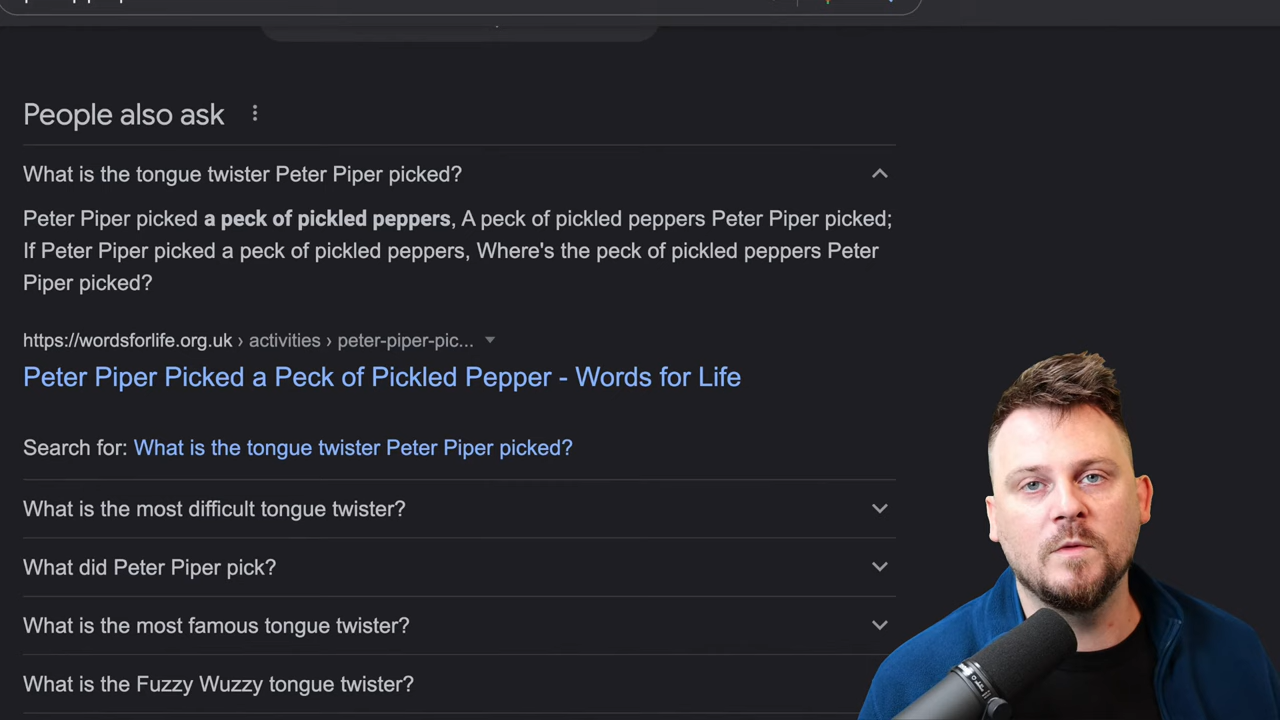 People also ask
What is the tongue twister Peter Piper picked?
Peter Piper picked a peck of pickled peppers, A peck of pickled peppers Peter Piper picked;
If Peter Piper picked a peck of pickled peppers, Where's the peck of pickled peppers Peter
Piper picked?
https://wordsforlife.org.uk › activities › peter-piper-pic...
Peter Piper Picked a Peck of Pickled Pepper - Words for Life
Search for: What is the tongue twister Peter Piper picked?
What is the most difficult tongue twister?
What did Peter Piper pick?
What is the most famous tongue twister?
What is the Fuzzy Wuzzy tongue twister?